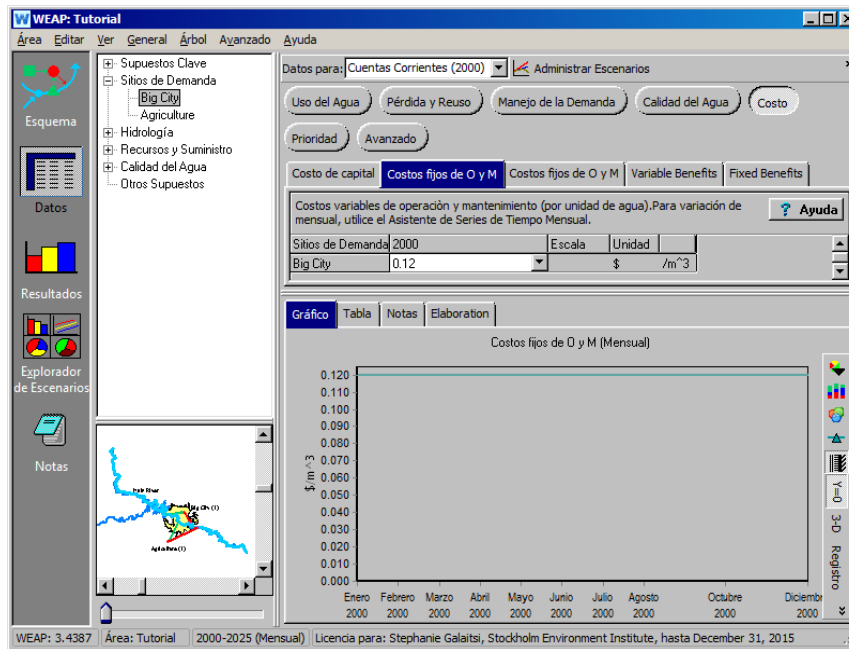 WEAP: Tutorial
Área Editar Ver General Árbol Avanzado Ayuda
Esquema
Datos
Resultados
Explorador
de Escenarios
Notas
Supuestos Clave
Sitios de Demanda
Big City
Agriculture
Hidrología
Recursos y Suministro
Calidad del Agua
Otros Supuestos
Datos para: Cuentas Corrientes (2000) Administrar Escenarios
Uso del Agua Pérdida y Reuso Manejo de la Demanda Calidad del Agua Costo
Prioridad Avanzado
Costo de capital Costos fijos de O y M Costos fijos de O y M Variable Benefits Fixed Benefits
Costos variables de operaciòn y mantenimiento (por unidad de agua).Para variación de
mensual, utilice el Asistente de Series de Tiempo Mensual.
? Ayuda
Sitios de Demanda 2000 Escala Unidad
Big City 0.12 $ /m^3
Gráfico Tabla Notas Elaboration
Costos fijos de O y M (Mensual)
$/m^3
0.120
0.110
0.100
0.090
0.080
0.070
0.060
0.050
0.040
0.030
0.020
0.010
0.000
Enero Febrero Marzo Abril Mayo Junio Julio Agosto Octubre Diciemb
2000 2000 2000 2000 2000 2000 2000 2000 2000 2000
Y=0
3-D
Registro
Big City (1)
Agriculture (1)
WEAP: 3.4387 Área: Tutorial 2000-2025 (Mensual) Licencia para: Stephanie Galaitsi, Stockholm Environment Institute, hasta December 31, 2015